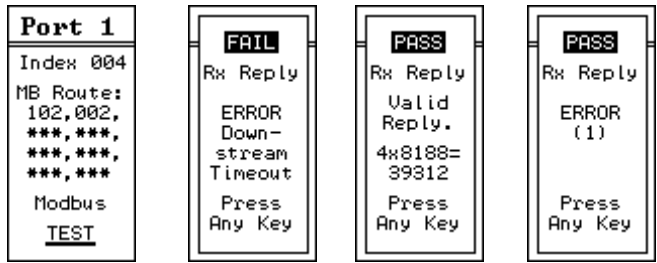 Port 1
Index 004
MB Route:
102,002,
***,***,
***,***,
***,***
Modbus
TEST
FAIL
Rx Reply
ERROR
Down-
stream
Timeout
Press
Any Key
PASS
Rx Reply
Valid
Reply.
4x8188=
39312
Press
Any Key
PASS
Rx Reply
ERROR
(1)
Press
Any Key